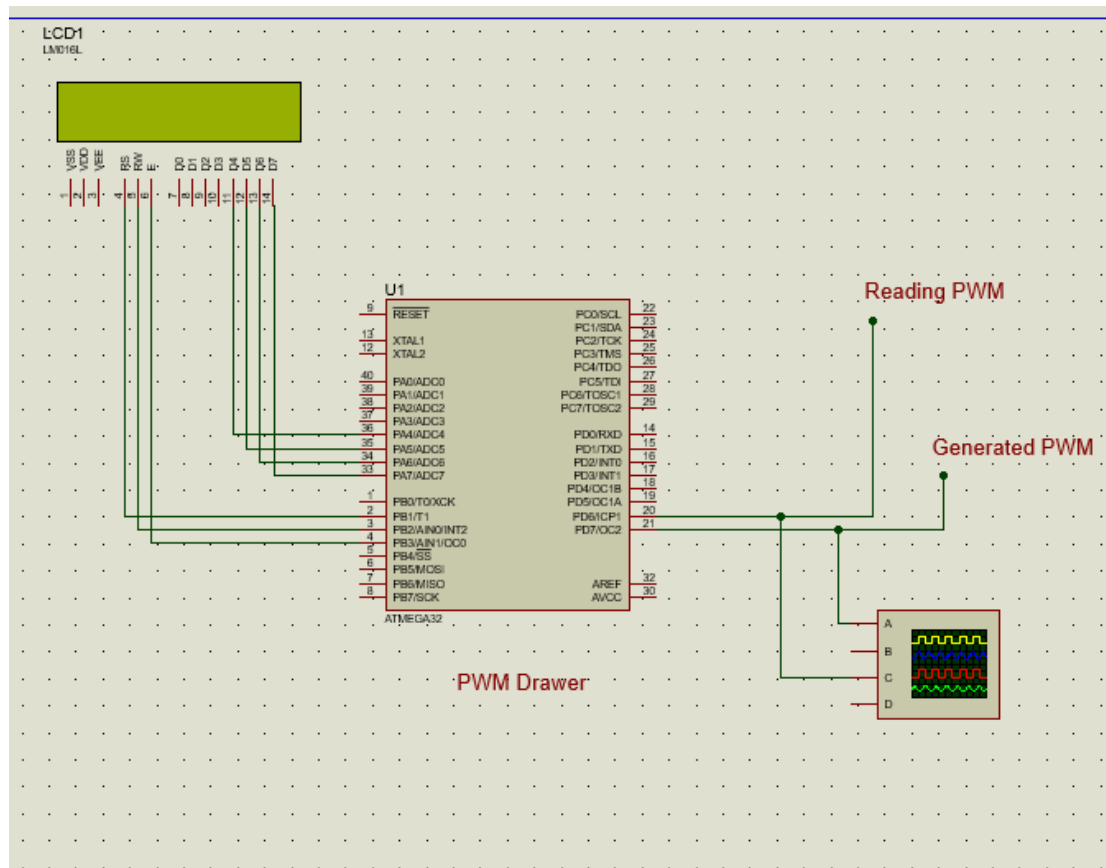 LCD1
LM016L
VSS
VDD
VEE
RS
RW
E
D0
D1
D2
D3
D4
D5
D6
D7
1
2
3
4
5
6
7
8
9
10
11
12
13
14
U1
9 RESET
13 XTAL1
12 XTAL2
40 PA0/ADC0
39 PA1/ADC1
38 PA2/ADC2
37 PA3/ADC3
36 PA4/ADC4
35 PA5/ADC5
34 PA6/ADC6
33 PA7/ADC7
1 PB0/T0/XCK
2 PB1/T1
3 PB2/AIN0/INT2
4 PB3/AIN1/OC0
5 PB4/SS
6 PB5/MOSI
7 PB6/MISO
8 PB7/SCK
PC0/SCL 22
PC1/SDA 23
PC2/TCK 24
PC3/TMS 25
PC4/TDO 26
PC5/TDI 27
PC6/TOSC1 28
PC7/TOSC2 29
PD0/RXD 14
PD1/TXD 15
PD2/INT0 16
PD3/INT1 17
PD4/OC1B 18
PD5/OC1A 19
PD6/ICP1 20
PD7/OC2 21
AREF 32
AVCC 30
ATMEGA32
Reading PWM
Generated PWM
A
B
C
D
PWM Drawer